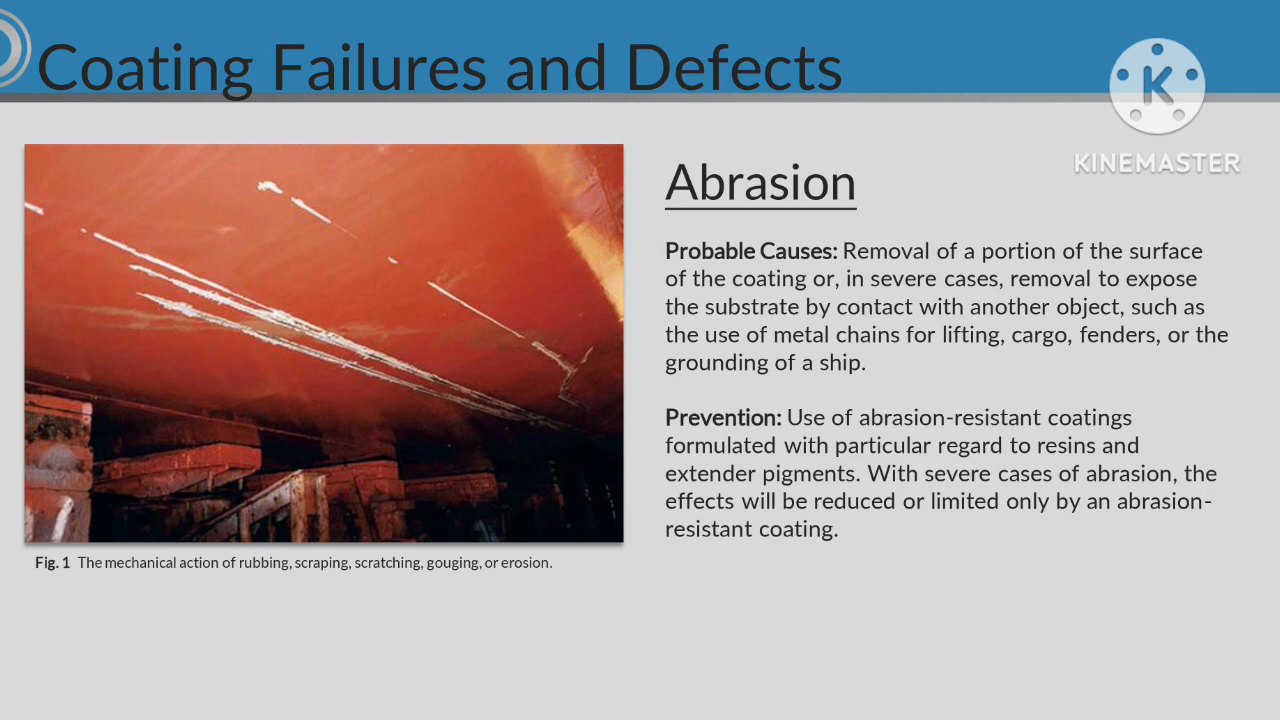 Coating Failures and Defects
K
KINEMASTER
Abrasion
Probable Causes: Removal of a portion of the surface
of the coating or, in severe cases, removal to expose
the substrate by contact with another object, such as
the use of metal chains for lifting, cargo, fenders, or the
grounding of a ship.
Prevention: Use of abrasion-resistant coatings
formulated with particular regard to resins and
extender pigments. With severe cases of abrasion, the
effects will be reduced or limited only by an abrasion-
resistant coating.
Fig. 1 The mechanical action of rubbing, scraping, scratching, gouging, or erosion.